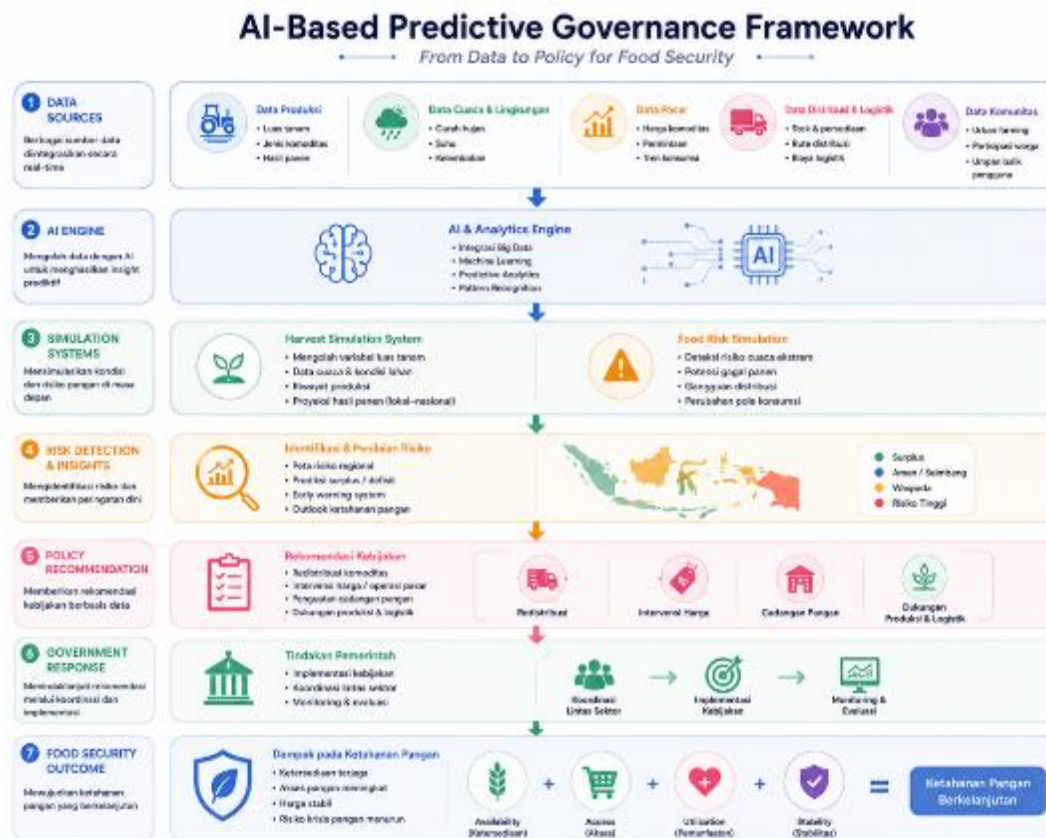 AI-Based Predictive Governance Framework
From Data to Policy for Food Security
1 DATA SOURCES
Berbagai sumber data
diintegrasikan secara
real-time
Data Produksi
• Luas tanam
• Jenis komoditas
• Hasil panen
Data Cuaca & Lingkungan
• Curah hujan
• Suhu
• Kelembaban
Data Pasar
• Harga komoditas
• Permintaan
• Tren konsumsi
Data Distribusi & Logistik
• Stok & persediaan
• Rute distribusi
• Biaya logistik
Data Komunitas
• Urban farming
• Partisipasi warga
• Umpan balik
pengguna
2 AI ENGINE
Mengolah data dengan AI
untuk menghasilkan insight
prediktif
AI & Analytics Engine
• Integrasi Big Data
• Machine Learning
• Predictive Analytics
• Pattern Recognition
AI
3 SIMULATION
SYSTEMS
Mensimulasikan kondisi
dan risiko pangan di masa
depan
Harvest Simulation System
• Mengolah variabel luas tanam
• Data cuaca & kondisi lahan
• Riwayat produksi
• Proyeksi hasil panen (lokal-nasional)
Food Risk Simulation
• Deteksi risiko cuaca ekstrem
• Potensi gagal panen
• Gangguan distribusi
• Perubahan pola konsumsi
4 RISK DETECTION
& INSIGHTS
Mengidentifikasi risiko dan
memberikan peringatan dini
Identifikasi & Penilaian Risiko
• Peta risiko regional
• Prediksi surplus / defisit
• Early warning system
• Outlook ketahanan pangan
Surplus
Aman / Seimbang
Waspada
Risiko Tinggi
5 POLICY
RECOMMENDATION
Memberikan rekomendasi
kebijakan berbasis data
Rekomendasi Kebijakan
• Redistribusi komoditas
• Intervensi harga / operasi pasar
• Penguatan cadangan pangan
• Dukungan produksi & logistik
Redistribusi
Intervensi Harga
Cadangan Pangan
Dukungan
Produksi & Logistik
6 GOVERNMENT
RESPONSE
Menindaklanjuti rekomendasi
melalui koordinasi dan
implementasi
Tindakan Pemerintah
• Implementasi kebijakan
• Koordinasi lintas sektor
• Monitoring & evaluasi
Koordinasi
Lintas Sektor
Implementasi
Kebijakan
Monitoring &
Evaluasi
7 FOOD SECURITY
OUTCOME
Mewujudkan ketahanan
pangan yang berkelanjutan
Dampak pada Ketahanan Pangan
• Ketersediaan terjaga
• Akses pangan meningkat
• Harga stabil
• Risiko krisis pangan menurun
Availability
(Ketersediaan)
+
Access
(Akses)
+
Utilisation
(Pemanfaatan)
+
Stability
(Stabilitas)
=
Ketahanan Pangan
Berkelanjutan